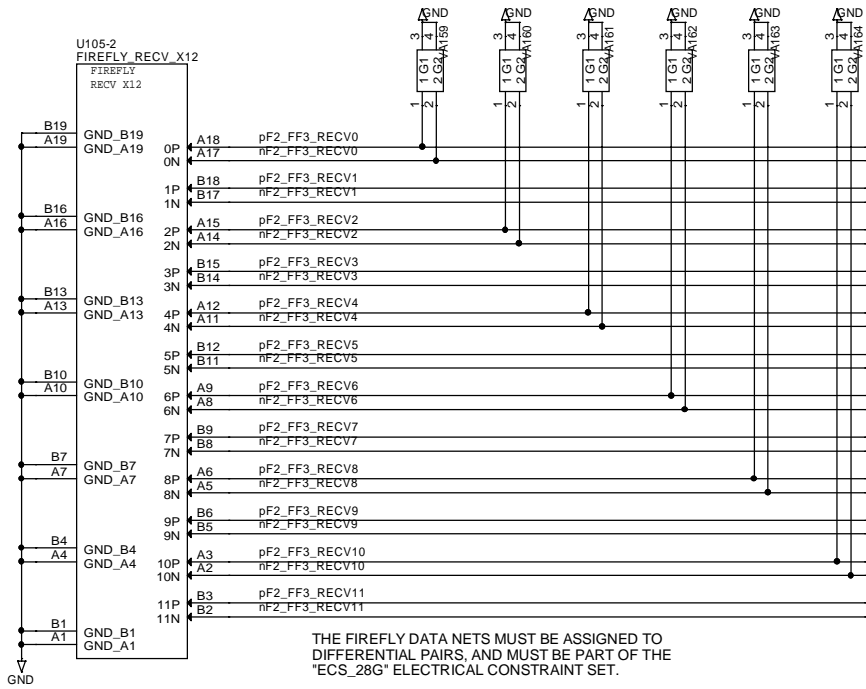 GND GND GND GND GND GND
3 4 3 4 3 4 3 4 3 4 3 4
VA159 VA160 VA161 VA162 VA163 VA164
1 G1 1 G1 1 G1 1 G1 1 G1 1 G1
2 G2 2 G2 2 G2 2 G2 2 G2 2 G2
1 2 1 2 1 2 1 2 1 2 1 2
U105-2
FIREFLY_RECV_X12
FIREFLY
RECV X12
B19 GND_B19
A19 GND_A19 0P A18 pF2_FF3_RECV0
0N A17 nF2_FF3_RECV0
1P B18 pF2_FF3_RECV1
1N B17 nF2_FF3_RECV1
B16 GND_B16
A16 GND_A16 2P A15 pF2_FF3_RECV2
2N A14 nF2_FF3_RECV2
3P B15 pF2_FF3_RECV3
3N B14 nF2_FF3_RECV3
B13 GND_B13
A13 GND_A13 4P A12 pF2_FF3_RECV4
4N A11 nF2_FF3_RECV4
5P B12 pF2_FF3_RECV5
5N B11 nF2_FF3_RECV5
B10 GND_B10
A10 GND_A10 6P A9 pF2_FF3_RECV6
6N A8 nF2_FF3_RECV6
7P B9 pF2_FF3_RECV7
7N B8 nF2_FF3_RECV7
B7 GND_B7
A7 GND_A7 8P A6 pF2_FF3_RECV8
8N A5 nF2_FF3_RECV8
9P B6 pF2_FF3_RECV9
9N B5 nF2_FF3_RECV9
B4 GND_B4
A4 GND_A4 10P A3 pF2_FF3_RECV10
10N A2 nF2_FF3_RECV10
11P B3 pF2_FF3_RECV11
11N B2 nF2_FF3_RECV11
B1 GND_B1
A1 GND_A1
GND
THE FIREFLY DATA NETS MUST BE ASSIGNED TO
DIFFERENTIAL PAIRS, AND MUST BE PART OF THE
"ECS_28G" ELECTRICAL CONSTRAINT SET.